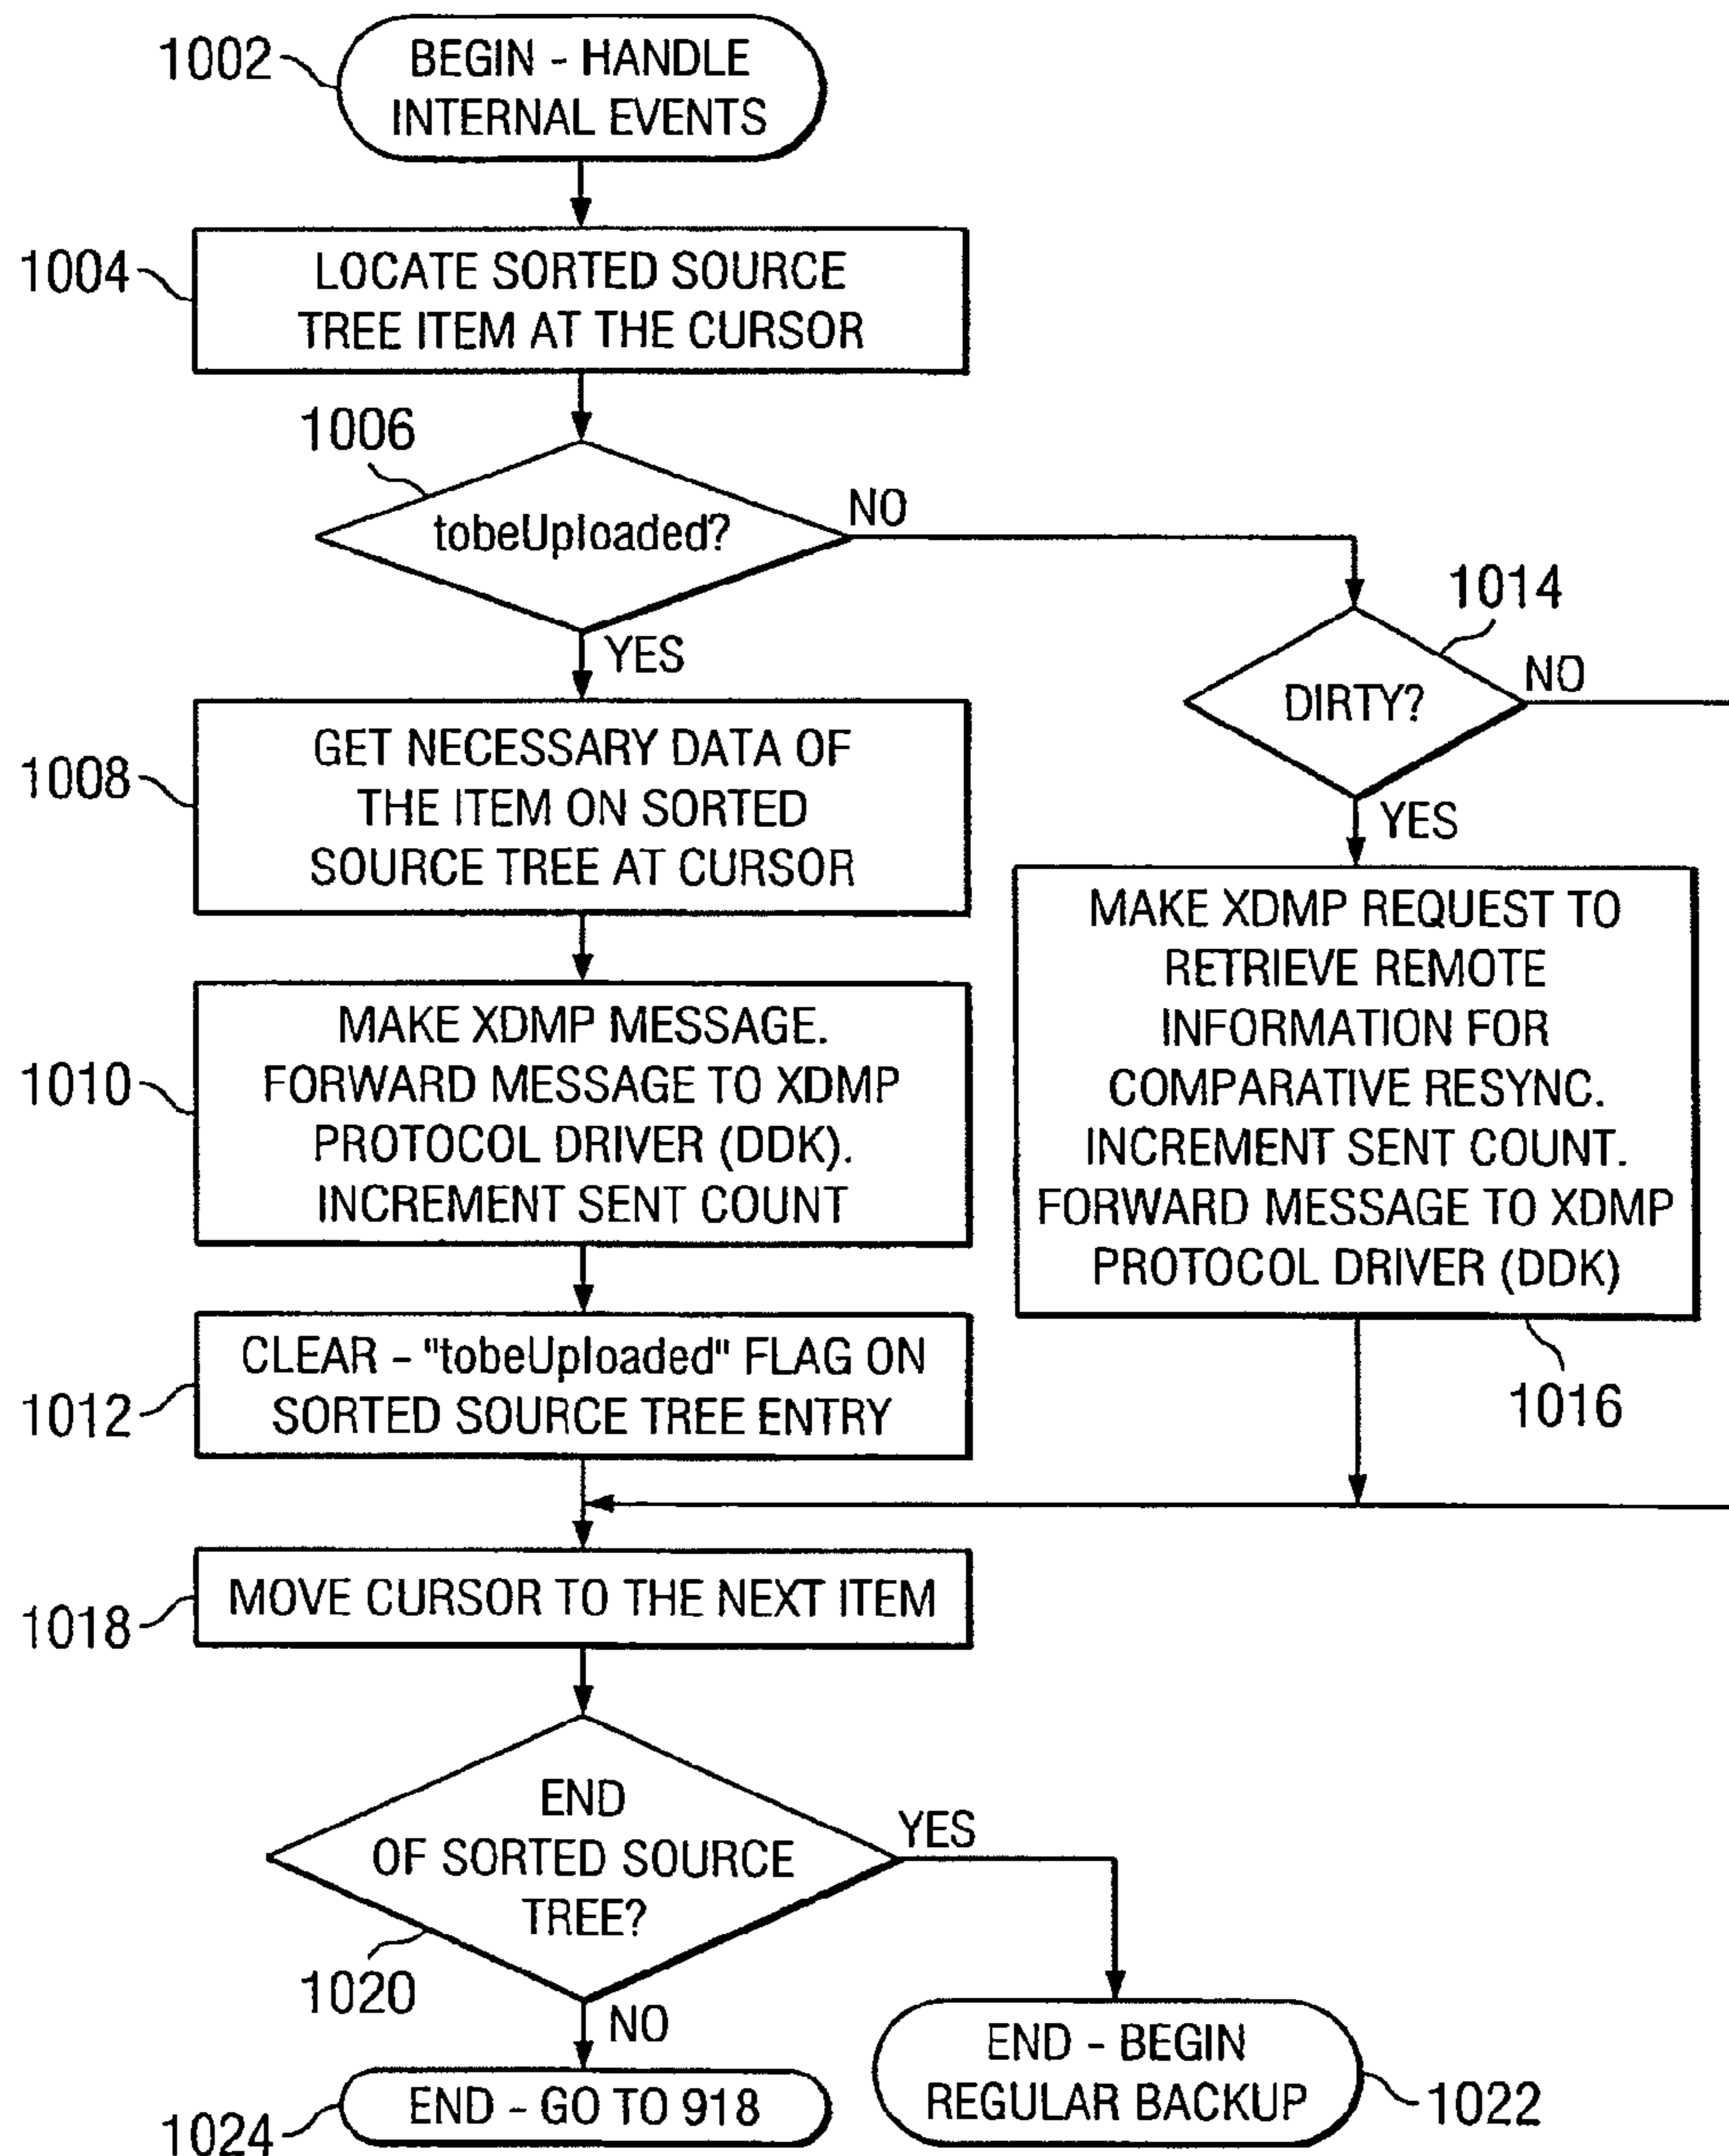 1002
BEGIN - HANDLE
INTERNAL EVENTS
1004
LOCATE SORTED SOURCE
TREE ITEM AT THE CURSOR
1006
tobeUploaded?
NO
YES
1014
DIRTY?
NO
YES
1008
GET NECESSARY DATA OF
THE ITEM ON SORTED
SOURCE TREE AT CURSOR
1010
MAKE XDMP MESSAGE.
FORWARD MESSAGE TO XDMP
PROTOCOL DRIVER (DDK).
INCREMENT SENT COUNT
MAKE XDMP REQUEST TO
RETRIEVE REMOTE
INFORMATION FOR
COMPARATIVE RESYNC.
INCREMENT SENT COUNT.
FORWARD MESSAGE TO XDMP
PROTOCOL DRIVER (DDK)
1016
1012
CLEAR - "tobeUploaded" FLAG ON
SORTED SOURCE TREE ENTRY
1018
MOVE CURSOR TO THE NEXT ITEM
END
OF SORTED SOURCE
TREE?
1020
YES
NO
END - BEGIN
REGULAR BACKUP
1022
1024
END - GO TO 918